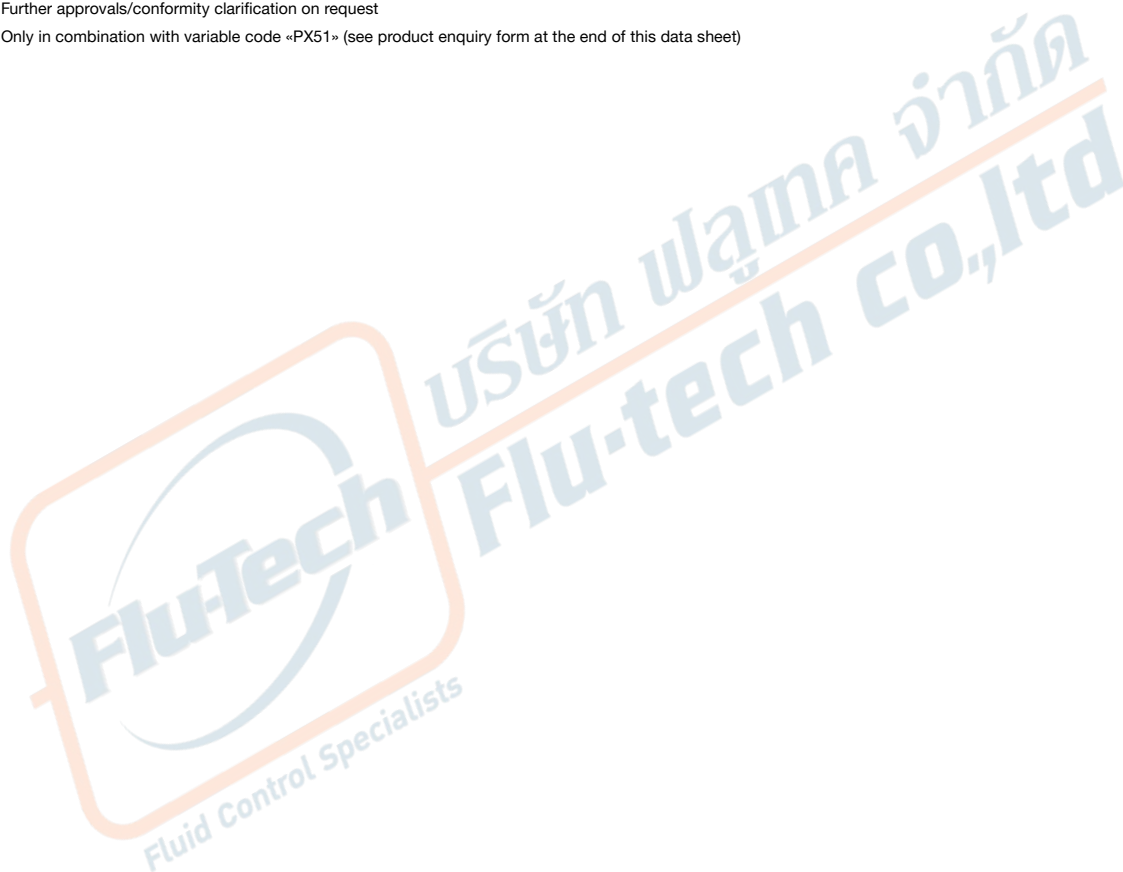 Further approvals/conformity clarification on request
Only in combination with variable code «PX51» (see product enquiry form at the end of this data sheet)
บริษัท ฟลูเทค จำกัด
Flu-tech co.,ltd
Flu-Tech
Fluid Control Specialists